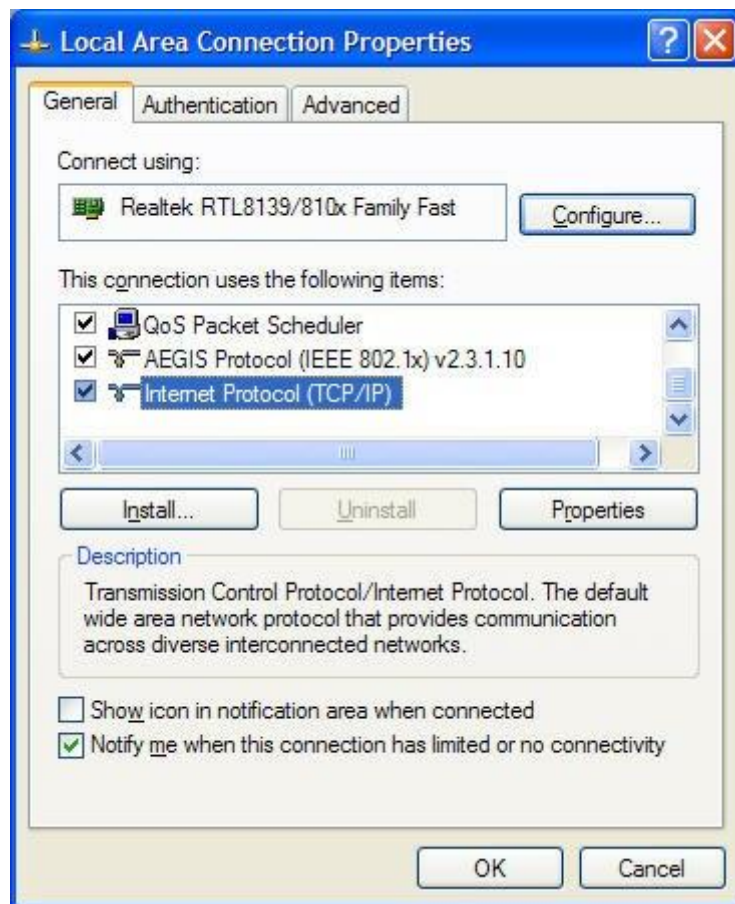 Local Area Connection Properties
General Authentication Advanced
Connect using:
Realtek RTL8139/810x Family Fast Configure...
This connection uses the following items:
QoS Packet Scheduler
AEGIS Protocol (IEEE 802.1x) v2.3.1.10
Internet Protocol (TCP/IP)
Install... Uninstall Properties
Description
Transmission Control Protocol/Internet Protocol. The default
wide area network protocol that provides communication
across diverse interconnected networks.
Show icon in notification area when connected
Notify me when this connection has limited or no connectivity
OK Cancel